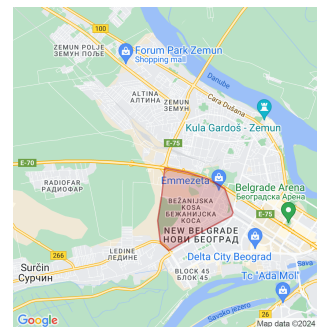 100
ZEMUN POLJE
ЗЕМУН ПОЉЕ
Forum Park Zemun
Shopping mall
Danube
ALTINA
АЛТИНА
ZEMUN
ЗЕМУН
Cara Dušana
Kula Gardoš - Zemun
E-75
E-70
RADIOFAR
РАДИОФАР
Emmezeta
Belgrade Arena
Београдска Арена
BEŽANIJSKA
KOSA
БЕЖАНИЈСКА
КОСА
NEW BELGRADE
НОВИ БЕОГРАД
LEDINE
ЛЕДИНЕ
266
Surčin
Сурчин
Delta City Beograd
BLOCK 45
БЛОК 45
Tc "Ada Mol"
E-75
Savsko jezero
Google
Map data ©2024